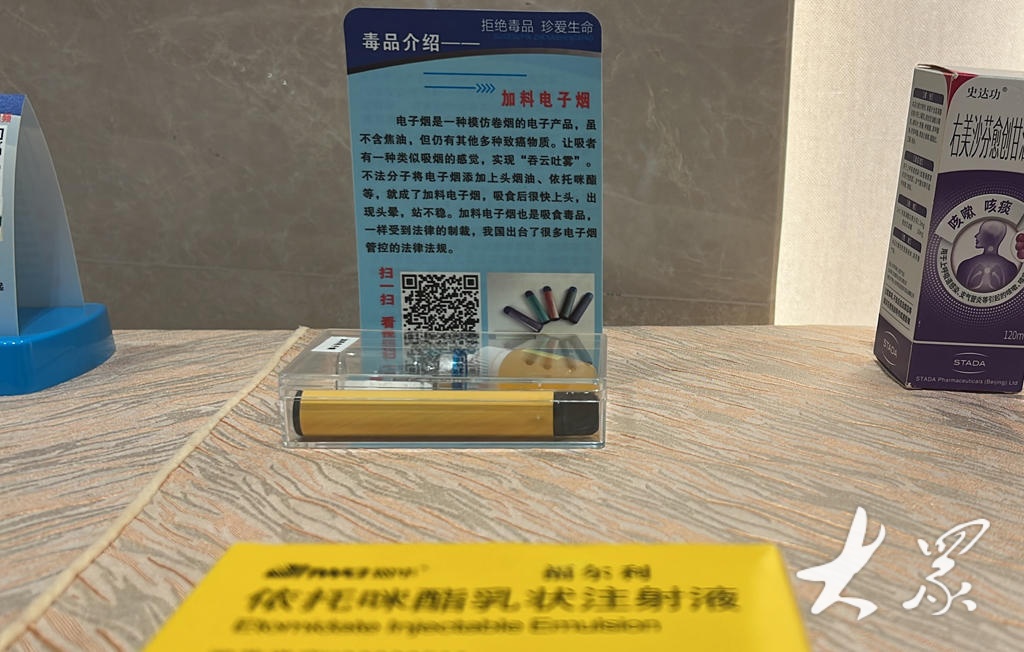 拒绝毒品 珍爱生命
毒品介绍——
加料电子烟
电子烟是一种模仿卷烟的电子产品，虽
不含焦油，但仍有其他多种致癌物质。让吸者
有一种类似吸烟的感觉，实现“吞云吐雾”。
不法分子将电子烟添加上头烟油、依托咪酯
等，就成了加料电子烟，吸食后很快上头，出
现头晕，站不稳。加料电子烟也是吸食毒品，
一样受到法律的制裁，我国出台了很多电子烟
管控的法律法规。
扫一扫 看
史达功
右美沙芬愈创甘
咳嗽 咳痰
STADA
STADA
STADA Pharmaceuticals (Beijing) Ltd
福尔利
依托咪酯乳状注射液
Etomidate Injectable Emulsion
大众